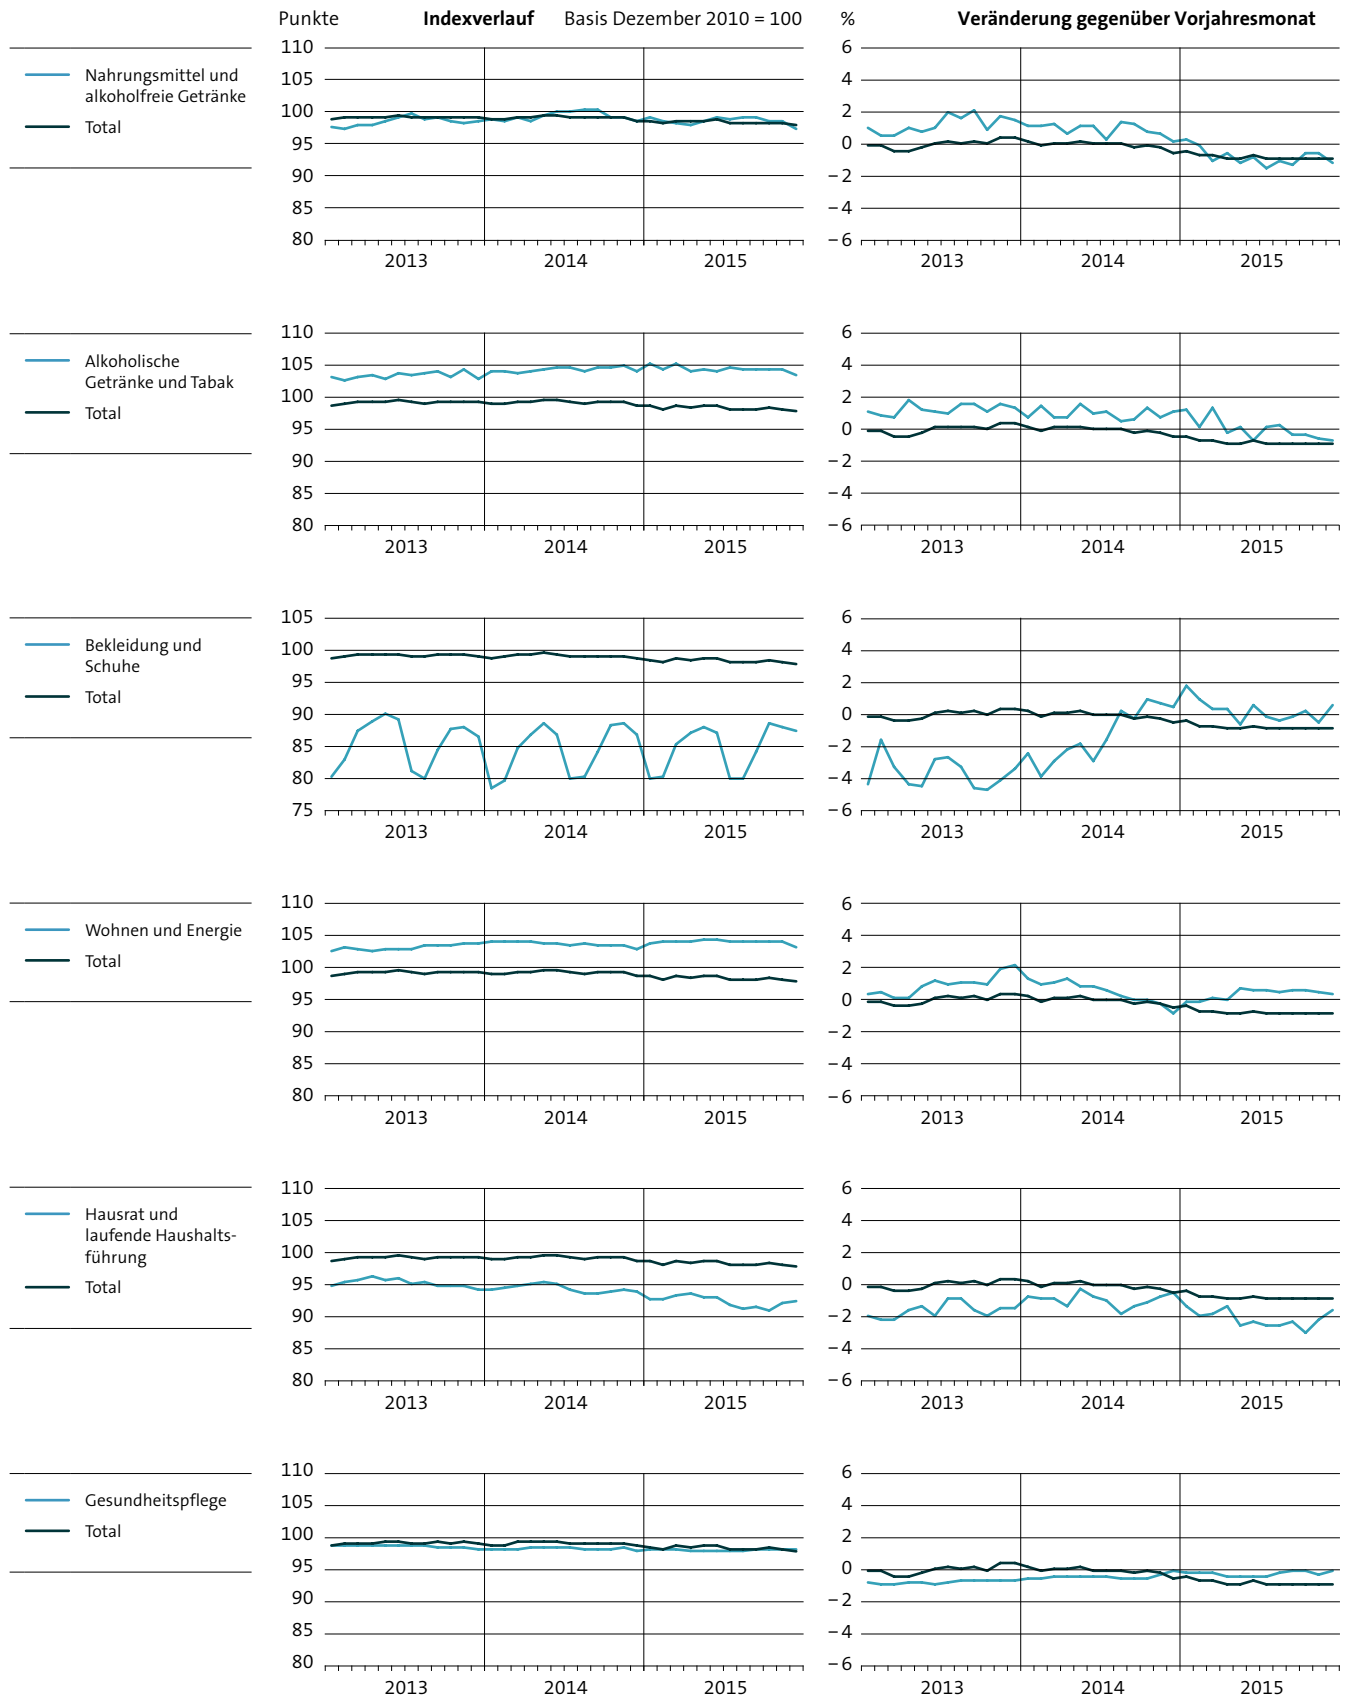 Punkte Indexverlauf Basis Dezember 2010 = 100 % Veränderung gegenüber Vorjahresmonat
Nahrungsmittel und
alkoholfreie Getränke
Total
110
105
100
95
90
85
80
2013 2014 2015
6
4
2
0
−2
−4
−6
2013 2014 2015
Alkoholische
Getränke und Tabak
Total
110
105
100
95
90
85
80
2013 2014 2015
6
4
2
0
−2
−4
−6
2013 2014 2015
Bekleidung und
Schuhe
Total
105
100
95
90
85
80
75
2013 2014 2015
6
4
2
0
−2
−4
−6
2013 2014 2015
Wohnen und Energie
Total
110
105
100
95
90
85
80
2013 2014 2015
6
4
2
0
−2
−4
−6
2013 2014 2015
Hausrat und
laufende Haushalts-
führung
Total
110
105
100
95
90
85
80
2013 2014 2015
6
4
2
0
−2
−4
−6
2013 2014 2015
Gesundheitspflege
Total
110
105
100
95
90
85
80
2013 2014 2015
6
4
2
0
−2
−4
−6
2013 2014 2015